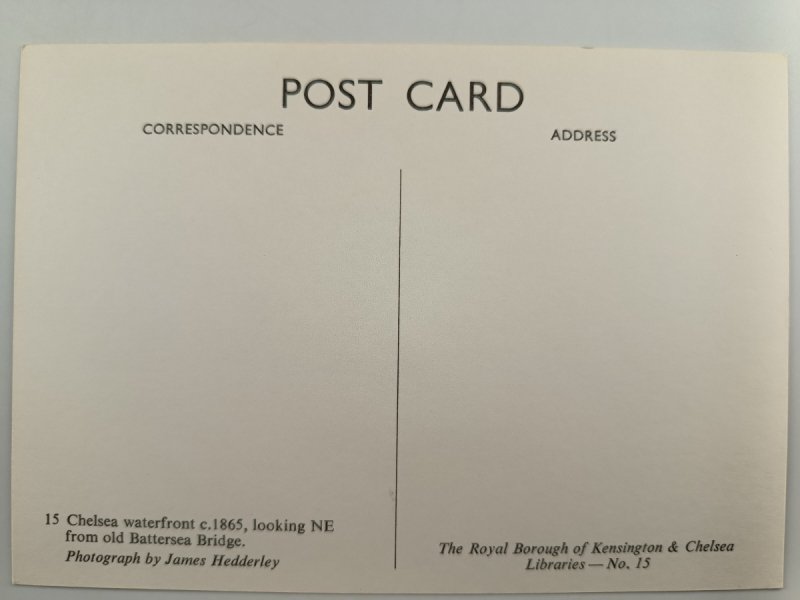 POST CARD
CORRESPONDENCE
ADDRESS
15 Chelsea waterfront c.1865, looking NE
from old Battersea Bridge.
Photograph by James Hedderley
The Royal Borough of Kensington & Chelsea
Libraries — No. 15